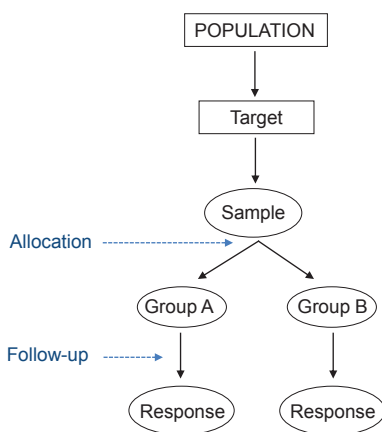 POPULATION
Target
Sample
Allocation
Group A
Group B
Follow-up
Response
Response